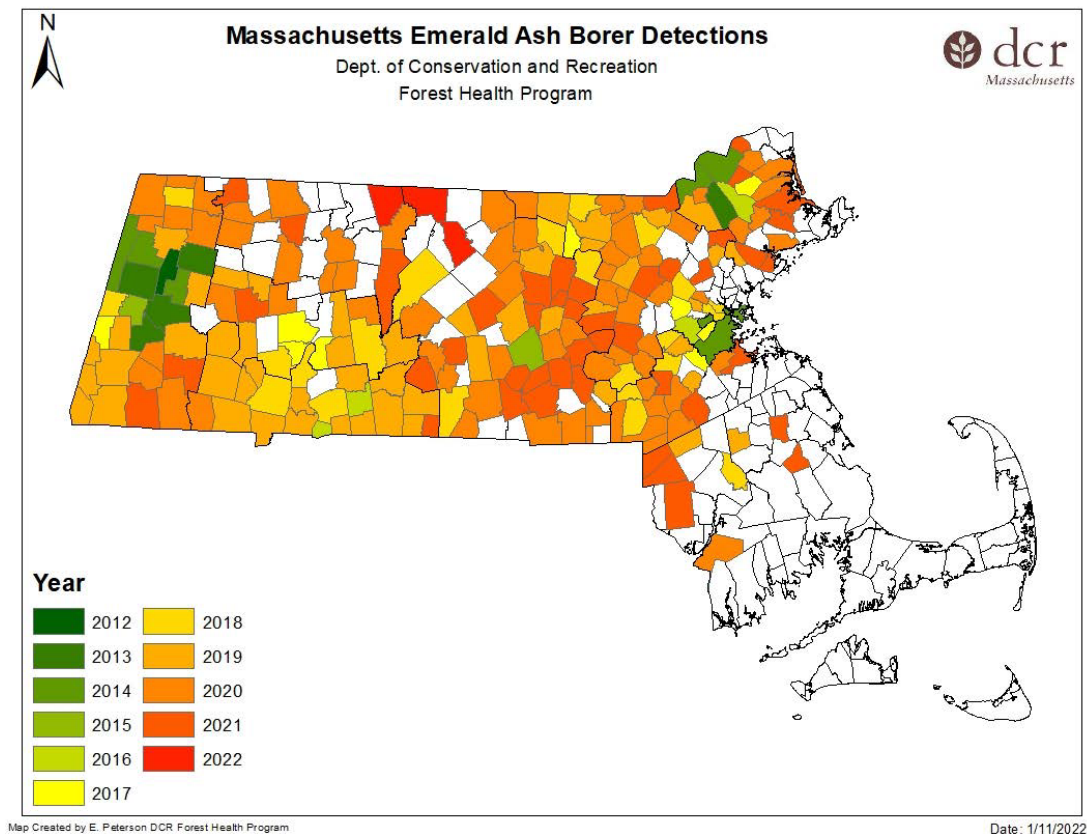 N
Massachusetts Emerald Ash Borer Detections
Dept. of Conservation and Recreation
Forest Health Program
dcr
Massachusetts
Year
2012
2013
2014
2015
2016
2017
2018
2019
2020
2021
2022
Map Created by E. Peterson DCR Forest Health Program
Date: 1/11/2022